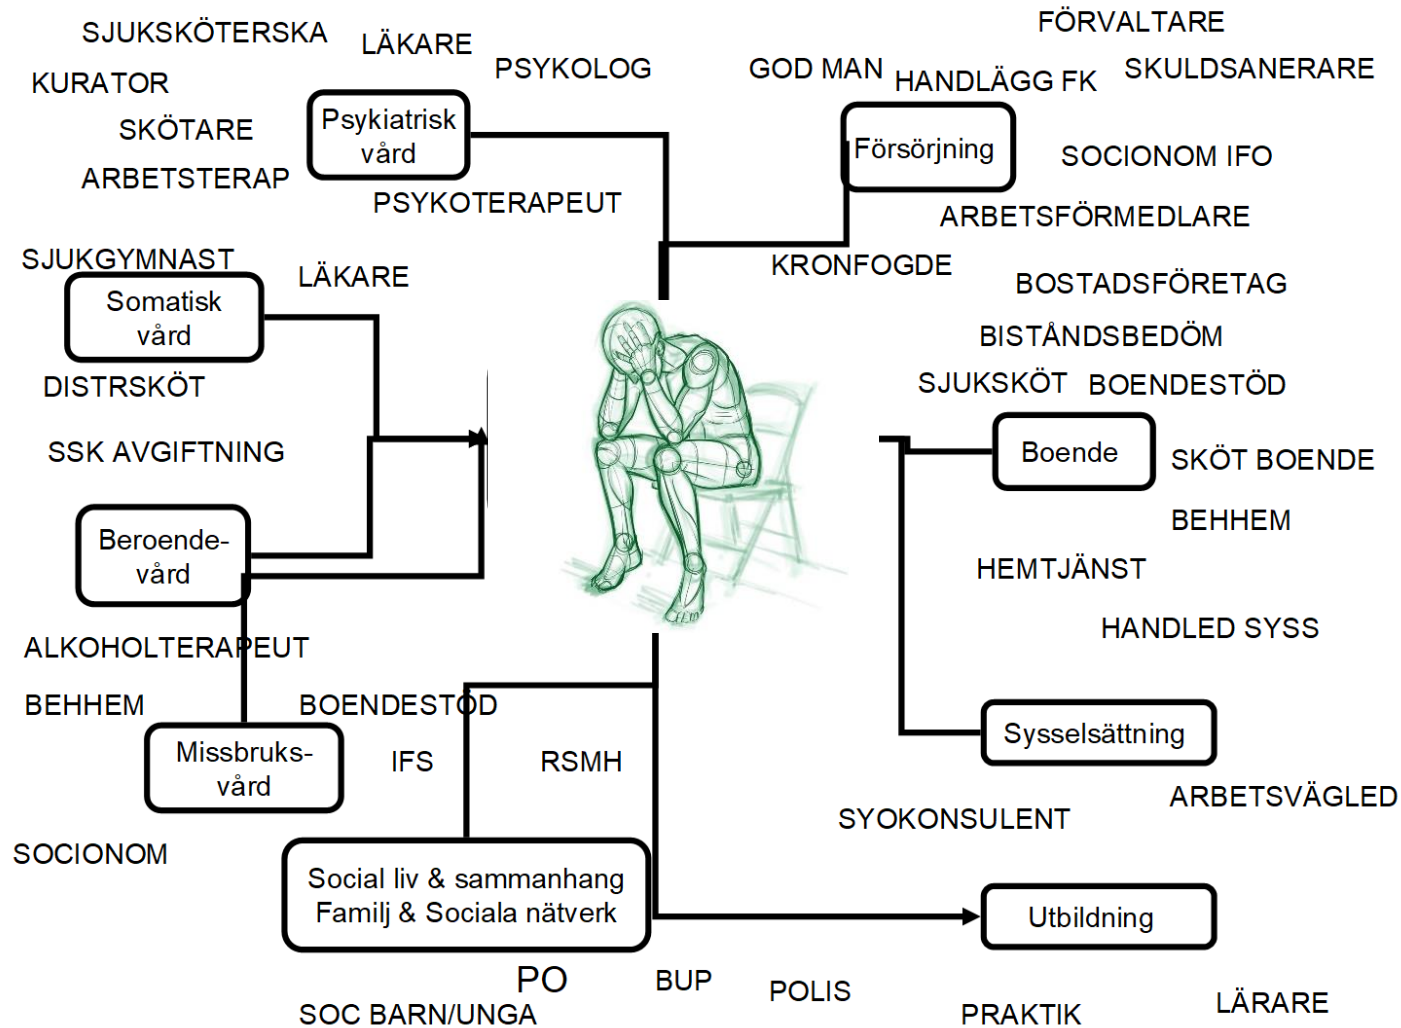 FÖRVALTARE
SJUKSKÖTERSKA
LÄKARE
PSYKOLOG
GOD MAN
HANDLÄGG FK
SKULDSANERARE
KURATOR
SKÖTARE
Psykiatrisk
vård
Försörjning
SOCIONOM IFO
ARBETSTERAP
PSYKOTERAPEUT
ARBETSFÖRMEDLARE
SJUKGYMNAST
LÄKARE
KRONFOGDE
BOSTADSFÖRETAG
Somatisk
vård
BISTÅNDSBEDÖM
DISTRSKÖT
SJUKSKÖT
BOENDESTÖD
SSK AVGIFTNING
Boende
SKÖT BOENDE
Beroende-
vård
BEHHEM
HEMTJÄNST
ALKOHOLTERAPEUT
HANDLED SYSS
BEHHEM
BOENDESTÖD
Missbruks-
vård
IFS
RSMH
Sysselsättning
ARBETSVÄGLED
SYOKONSULENT
SOCIONOM
Social liv & sammanhang
Familj & Sociala nätverk
Utbildning
PO
BUP
POLIS
SOC BARN/UNGA
PRAKTIK
LÄRARE